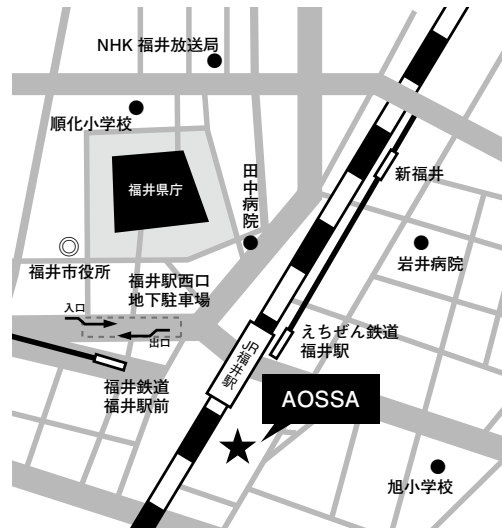 NHK 福井放送局
順化小学校
福井県庁
田中病院
新福井
福井市役所
岩井病院
福井駅西口
地下駐車場
入口
出口
えちぜん鉄道
福井駅
JR福井駅
福井鉄道
福井駅前
AOSSA
旭小学校